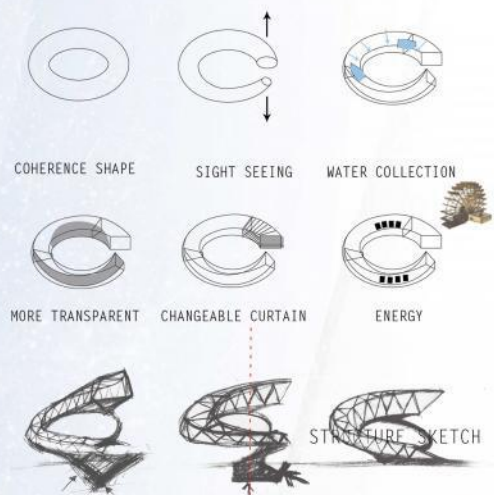 COHERENCE SHAPE
SIGHT SEEING
WATER COLLECTION
MORE TRANSPARENT
CHANGEABLE CURTAIN
ENERGY
STRUCTURE SKETCH